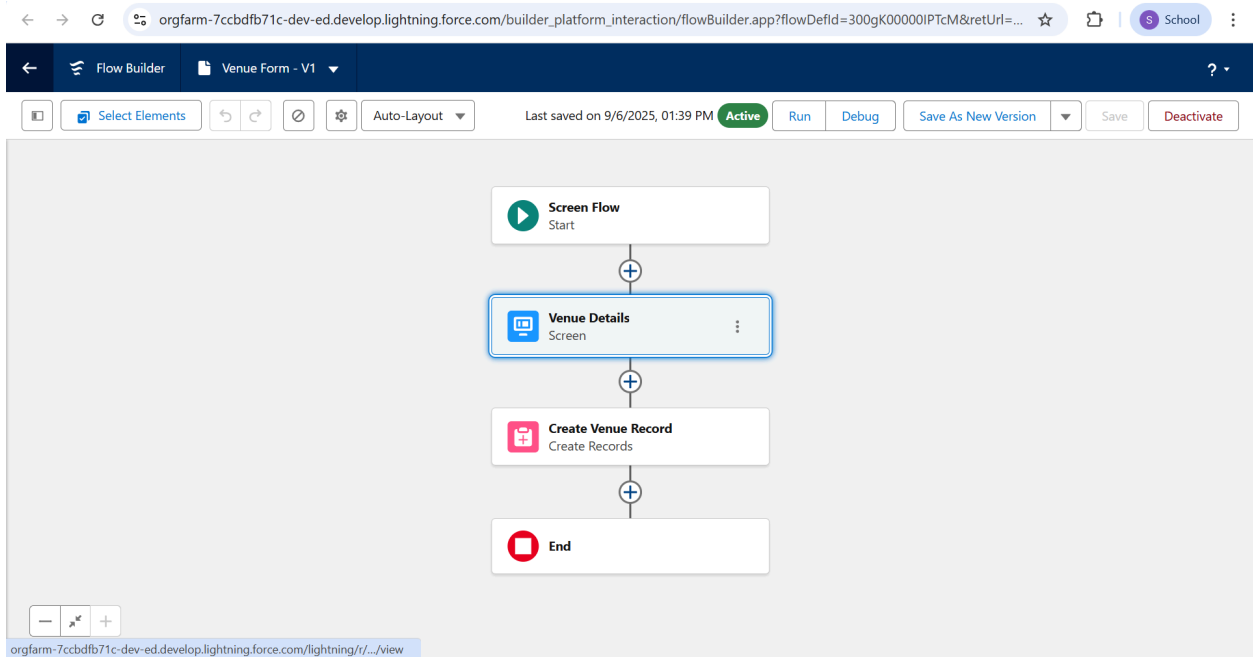 orgfarm-7ccbdfb71c-dev-ed.develop.lightning.force.com/builder_platform_interaction/flowBuilder.app?flowDefId=300gK00000IPTcM&retUrl=... S School
Flow Builder Venue Form - V1 ?
Select Elements Auto-Layout Last saved on 9/6/2025, 01:39 PM Active Run Debug Save As New Version Save Deactivate
Screen Flow
Start
Venue Details
Screen
Create Venue Record
Create Records
End
orgfarm-7ccbdfb71c-dev-ed.develop.lightning.force.com/lightning/r/.../view